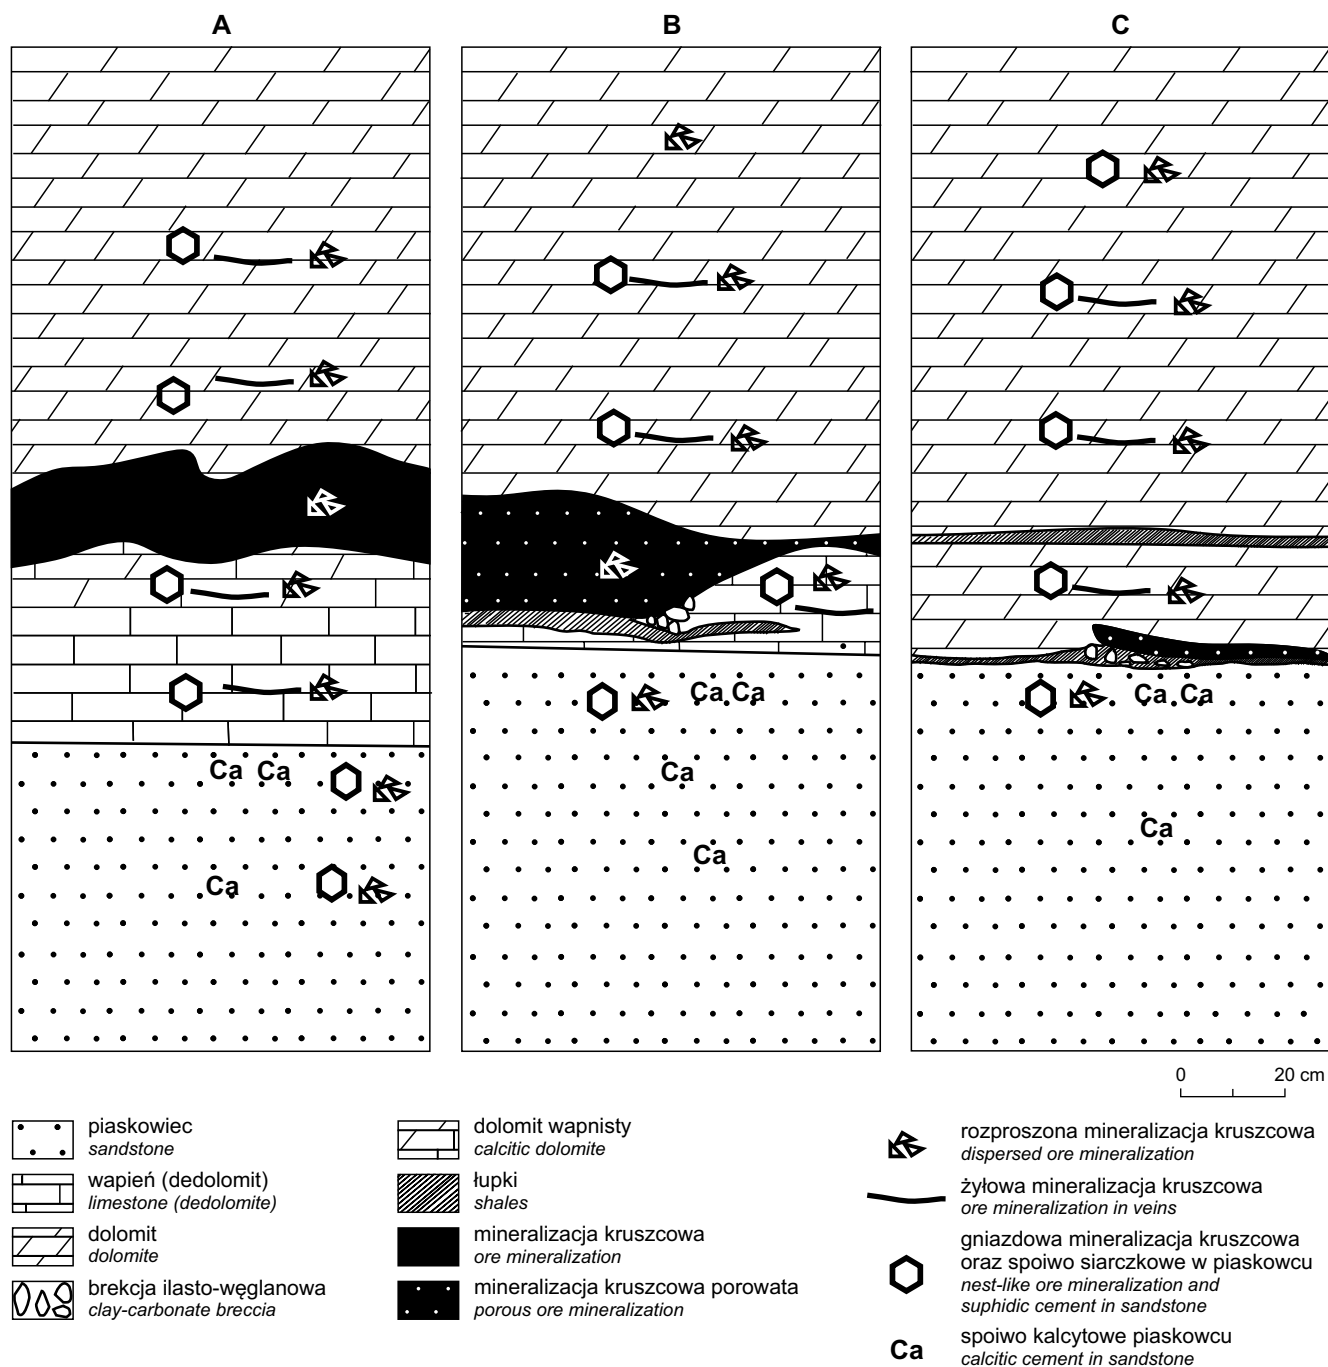 A
B
C
Ca Ca
Ca
Ca Ca
Ca
Ca
Ca Ca
Ca
0 20 cm
piaskowiec
sandstone
wapień (dedolomit)
limestone (dedolomite)
dolomit
dolomite
brekcja ilasto-węglanowa
clay-carbonate breccia
dolomit wapnisty
calcitic dolomite
łupki
shales
mineralizacja kruszcowa
ore mineralization
mineralizacja kruszcowa porowata
porous ore mineralization
rozproszona mineralizacja kruszcowa
dispersed ore mineralization
żyłowa mineralizacja kruszcowa
ore mineralization in veins
gniazdowa mineralizacja kruszcowa
oraz spoiwo siarczkowe w piaskowcu
nest-like ore mineralization and
suphidic cement in sandstone
Ca
spoiwo kalcytowe piaskowcu
calcitic cement in sandstone